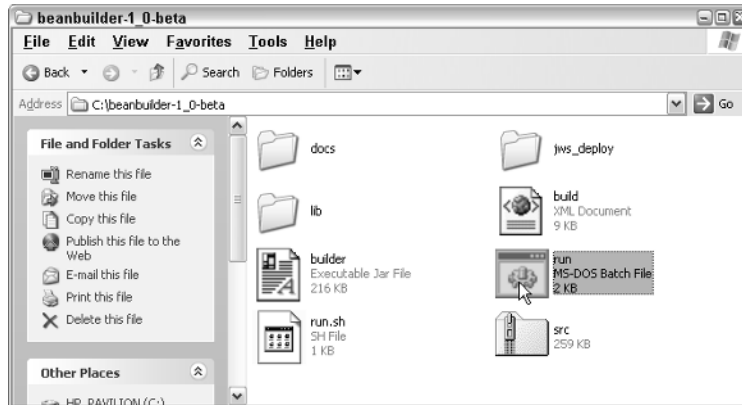 beanbuilder-1_0-beta
File Edit View Favorites Tools Help
Back Search Folders
Address C:\beanbuilder-1_0-beta Go
File and Folder Tasks
Rename this file
Move this file
Copy this file
Publish this file to the
Web
E-mail this file
Print this file
Delete this file
Other Places
HP_PAVILION (C:)
docs
jws_deploy
lib
build
XML Document
9 KB
builder
Executable Jar File
216 KB
run
MS-DOS Batch File
2 KB
run.sh
SH File
1 KB
src
259 KB